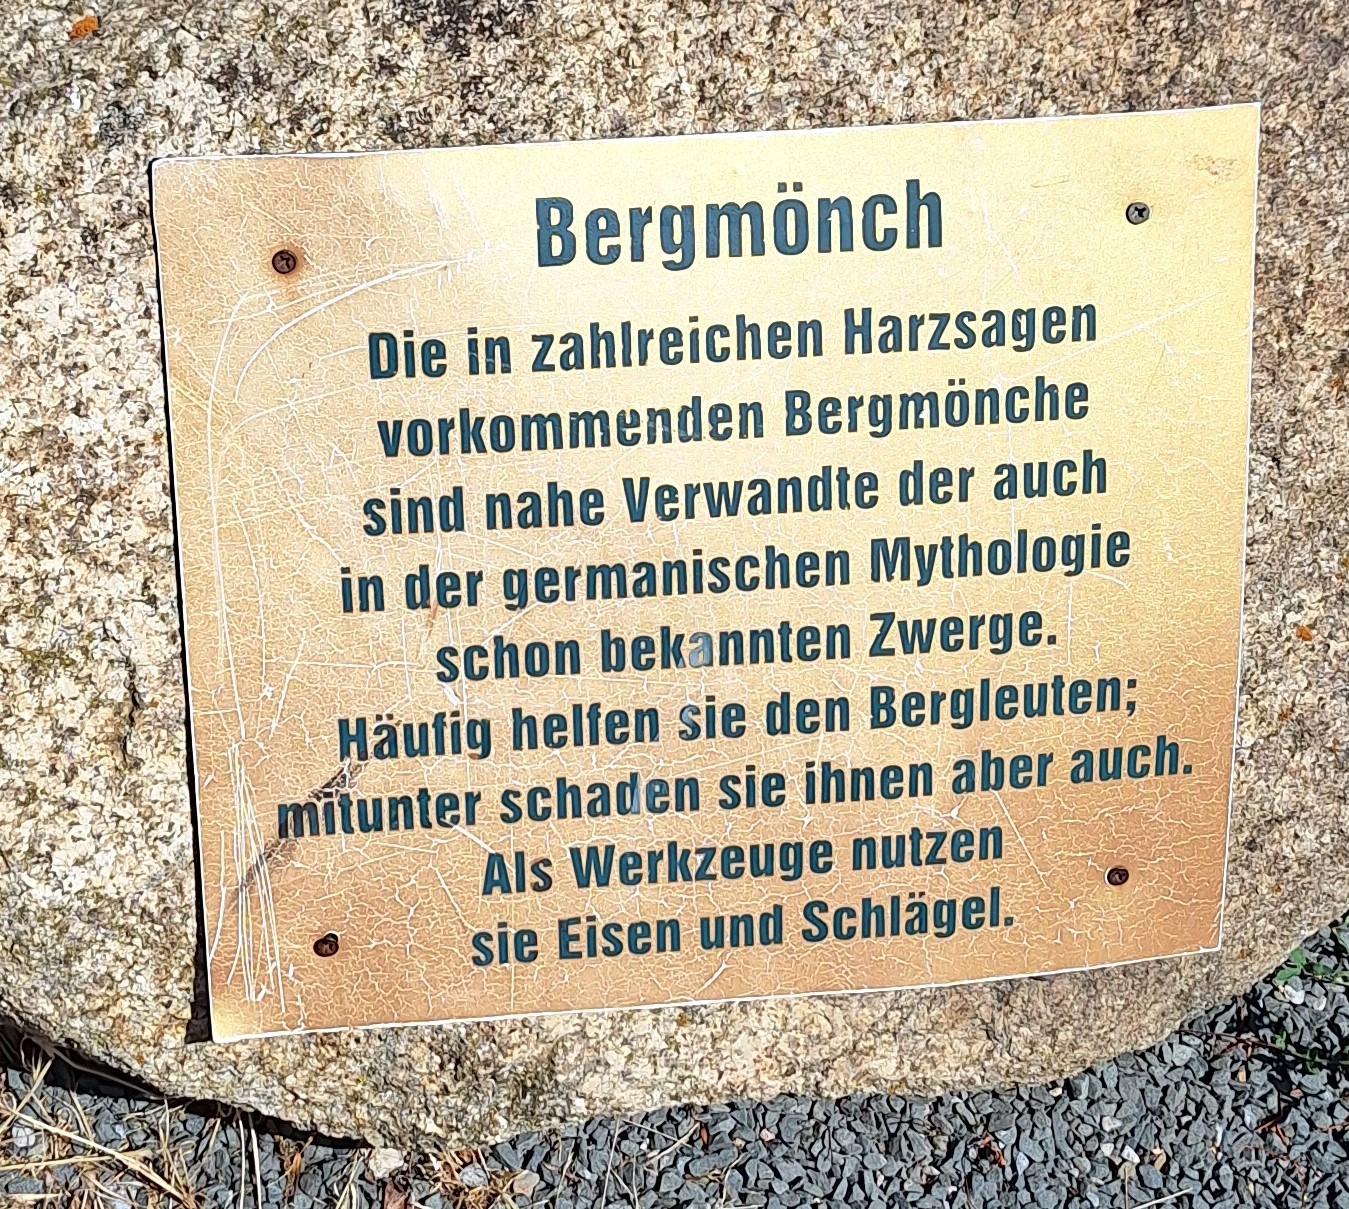 Bergmönch
Die in zahlreichen Harzsagen
vorkommenden Bergmönche
sind nahe Verwandte der auch
in der germanischen Mythologie
schon bekannten Zwerge.
Häufig helfen sie den Bergleuten;
mitunter schaden sie ihnen aber auch.
Als Werkzeuge nutzen
sie Eisen und Schlägel.